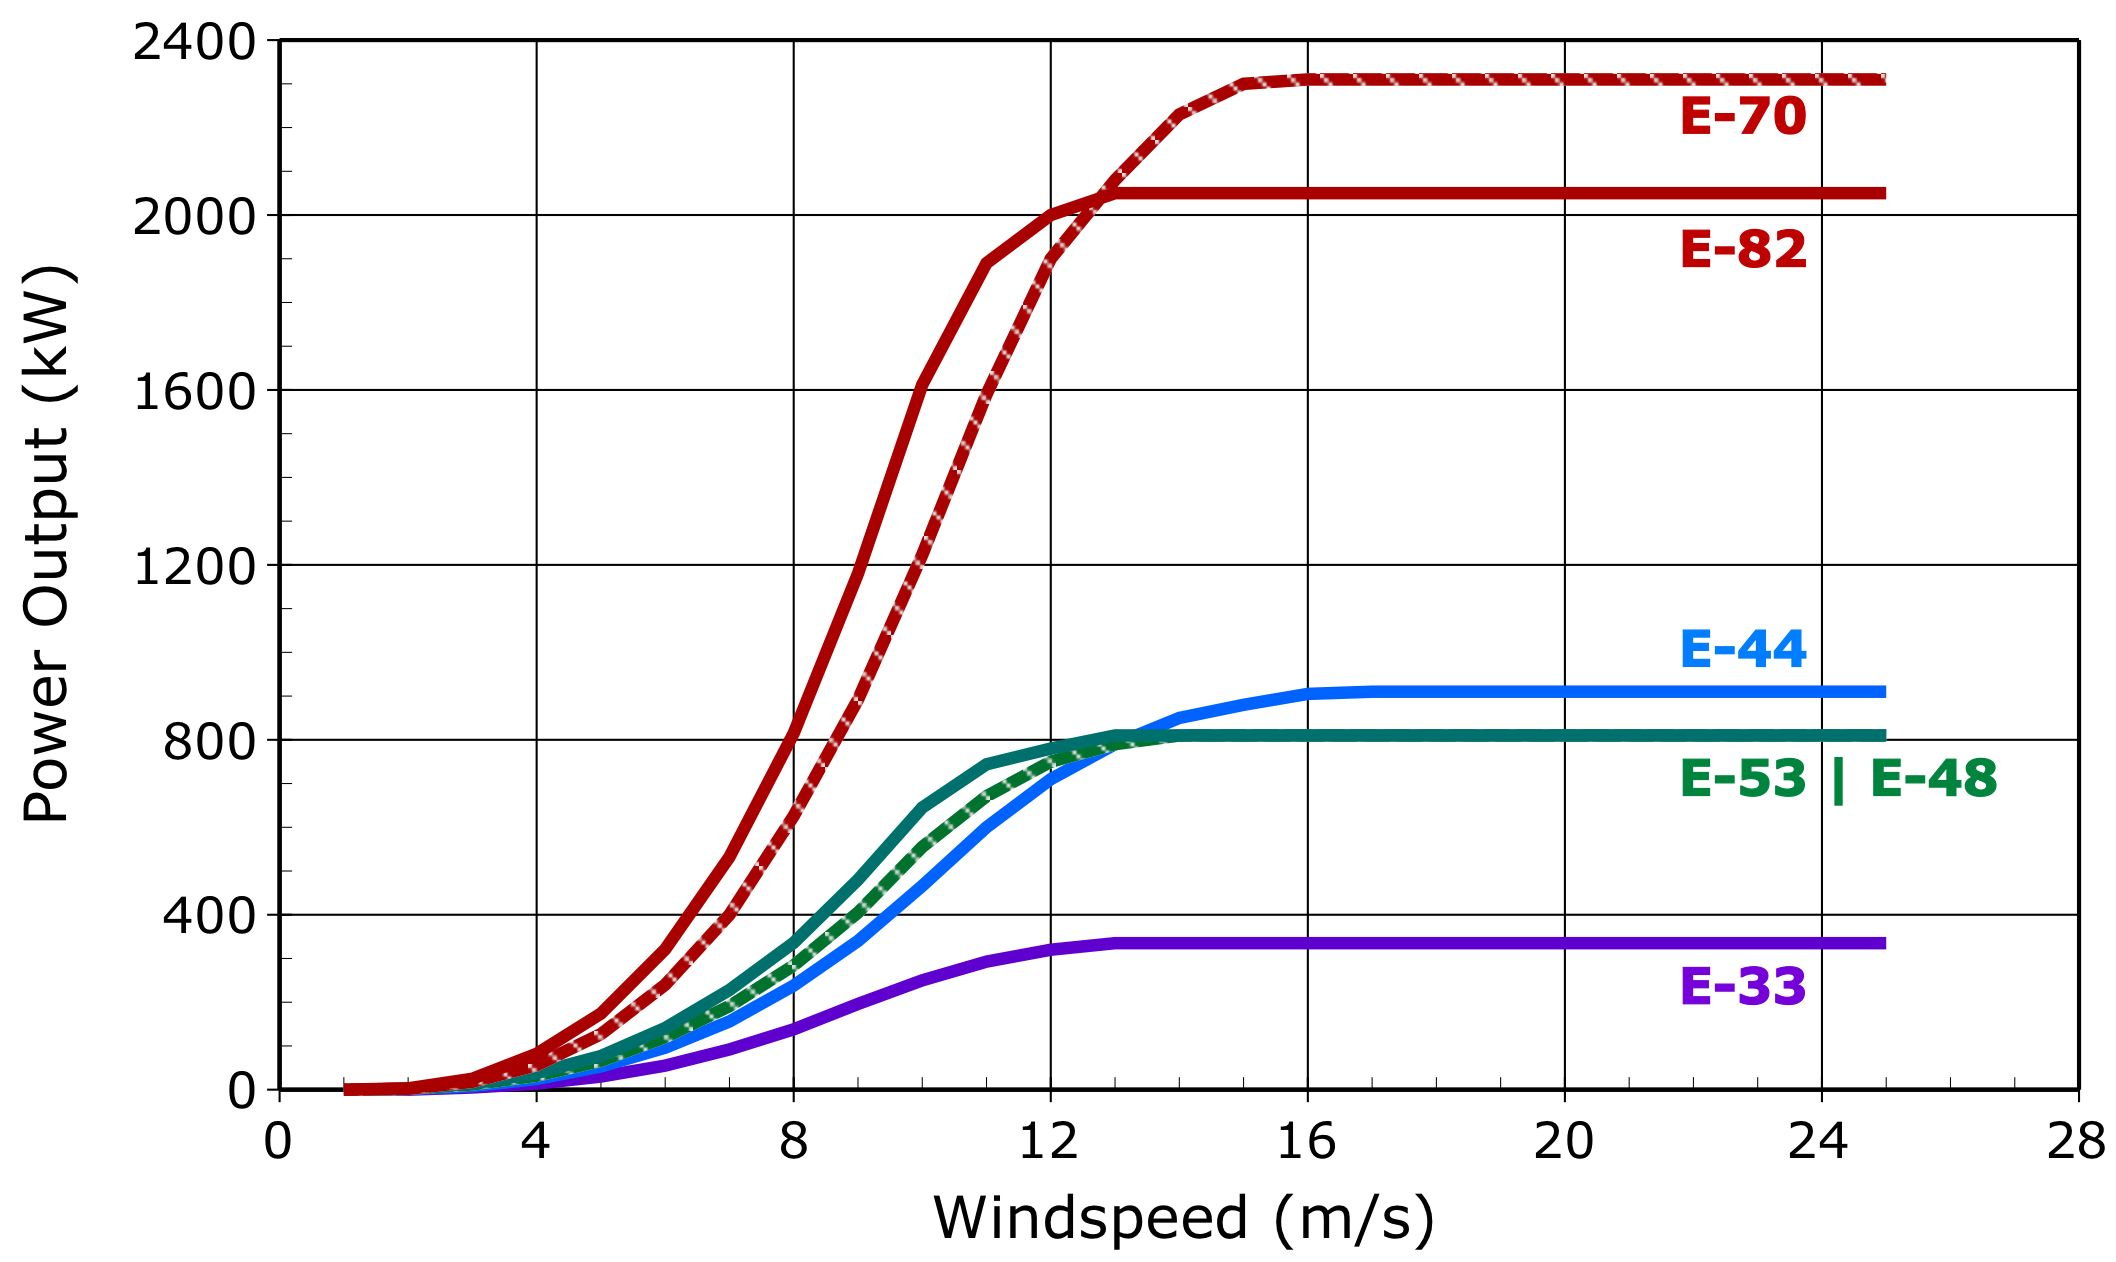 2400
2000
1600
1200
800
400
0
Power Output (kW)
E-70
E-82
E-44
E-53 | E-48
E-33
0 4 8 12 16 20 24 28
Windspeed (m/s)